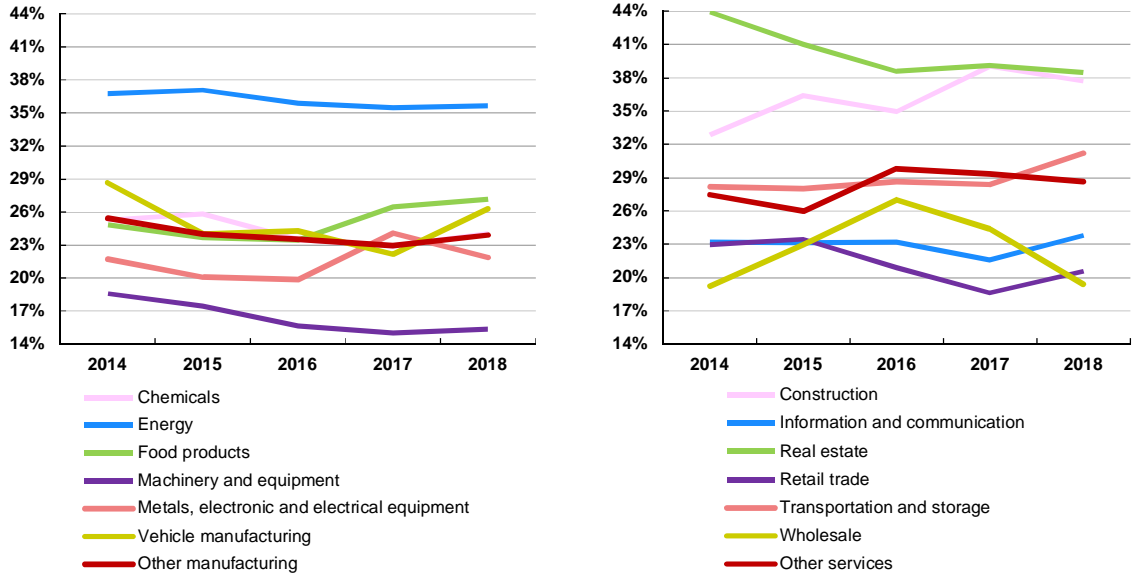 44%
41%
38%
35%
32%
29%
26%
23%
20%
17%
14%
2014 2015 2016 2017 2018
Chemicals
Energy
Food products
Machinery and equipment
Metals, electronic and electrical equipment
Vehicle manufacturing
Other manufacturing
44%
41%
38%
35%
32%
29%
26%
23%
20%
17%
14%
2014 2015 2016 2017 2018
Construction
Information and communication
Real estate
Retail trade
Transportation and storage
Wholesale
Other services